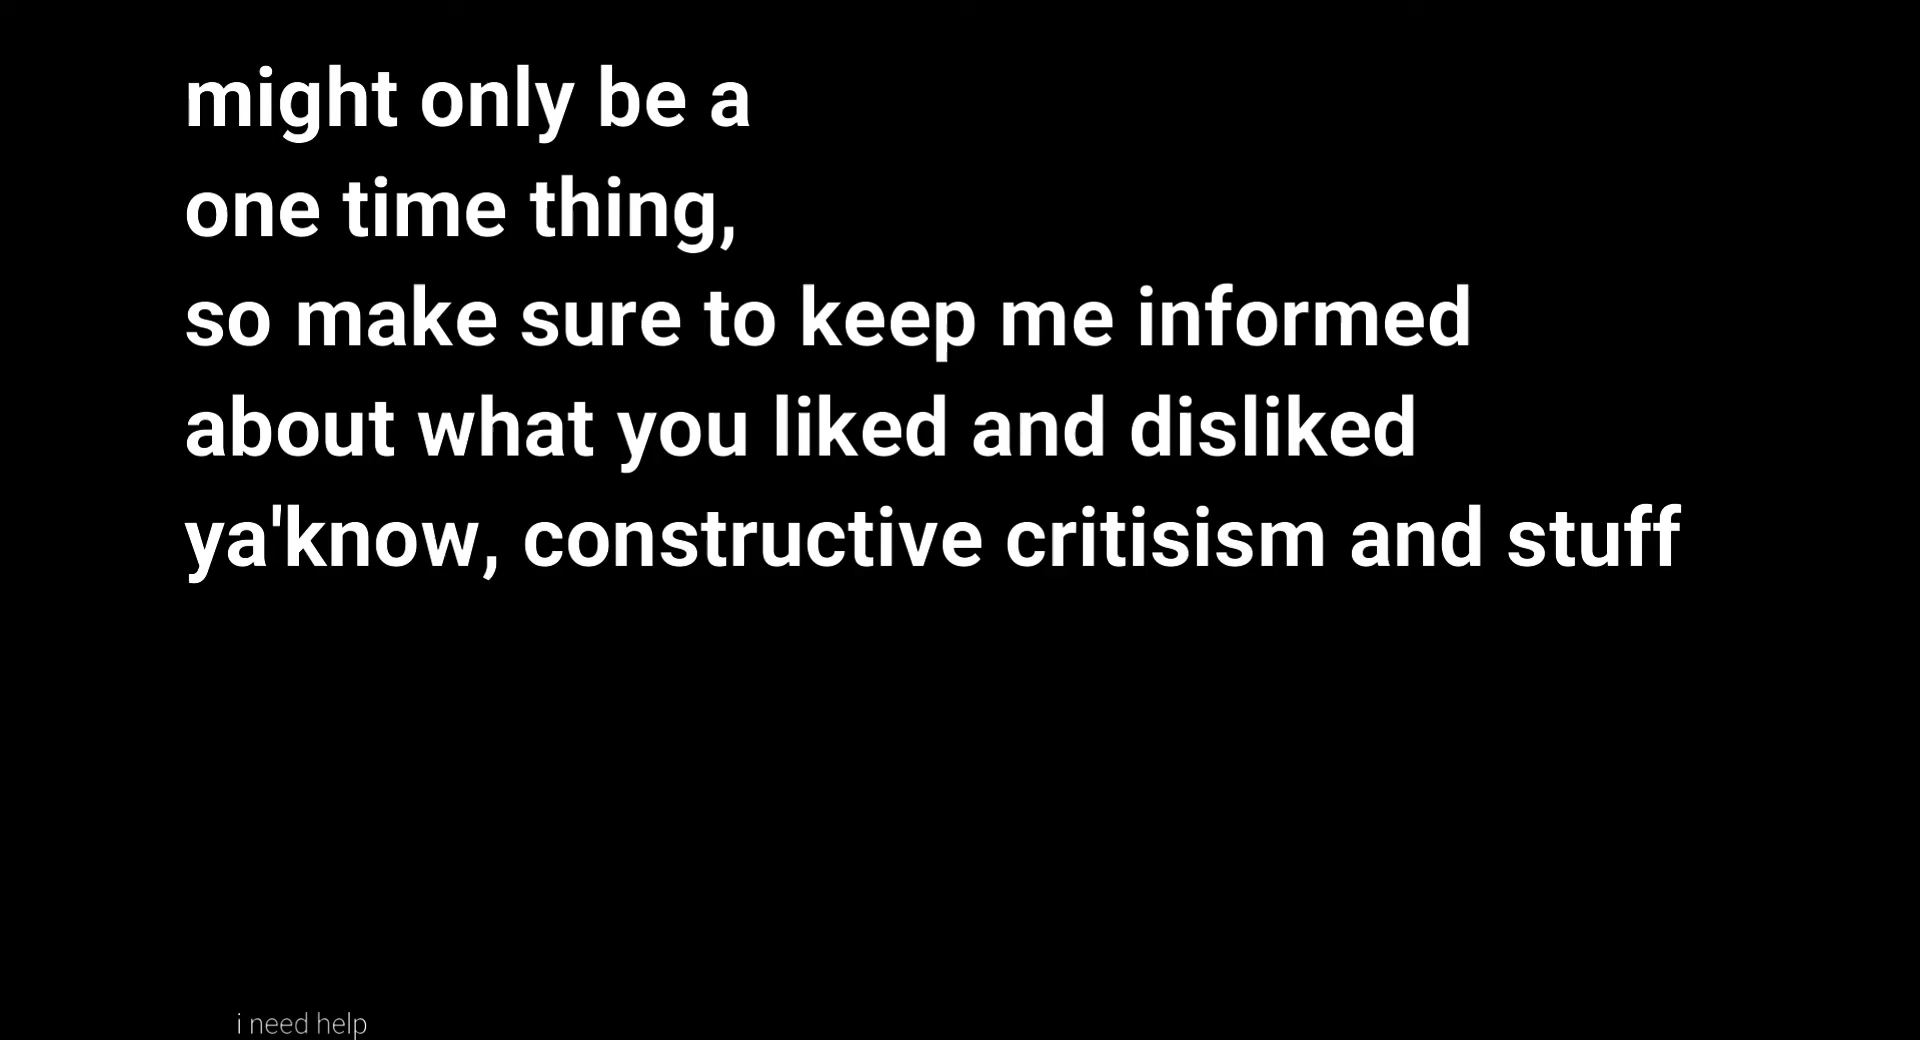 might only be a
one time thing,
so make sure to keep me informed
about what you liked and disliked
ya'know, constructive critisism and stuff
i need help